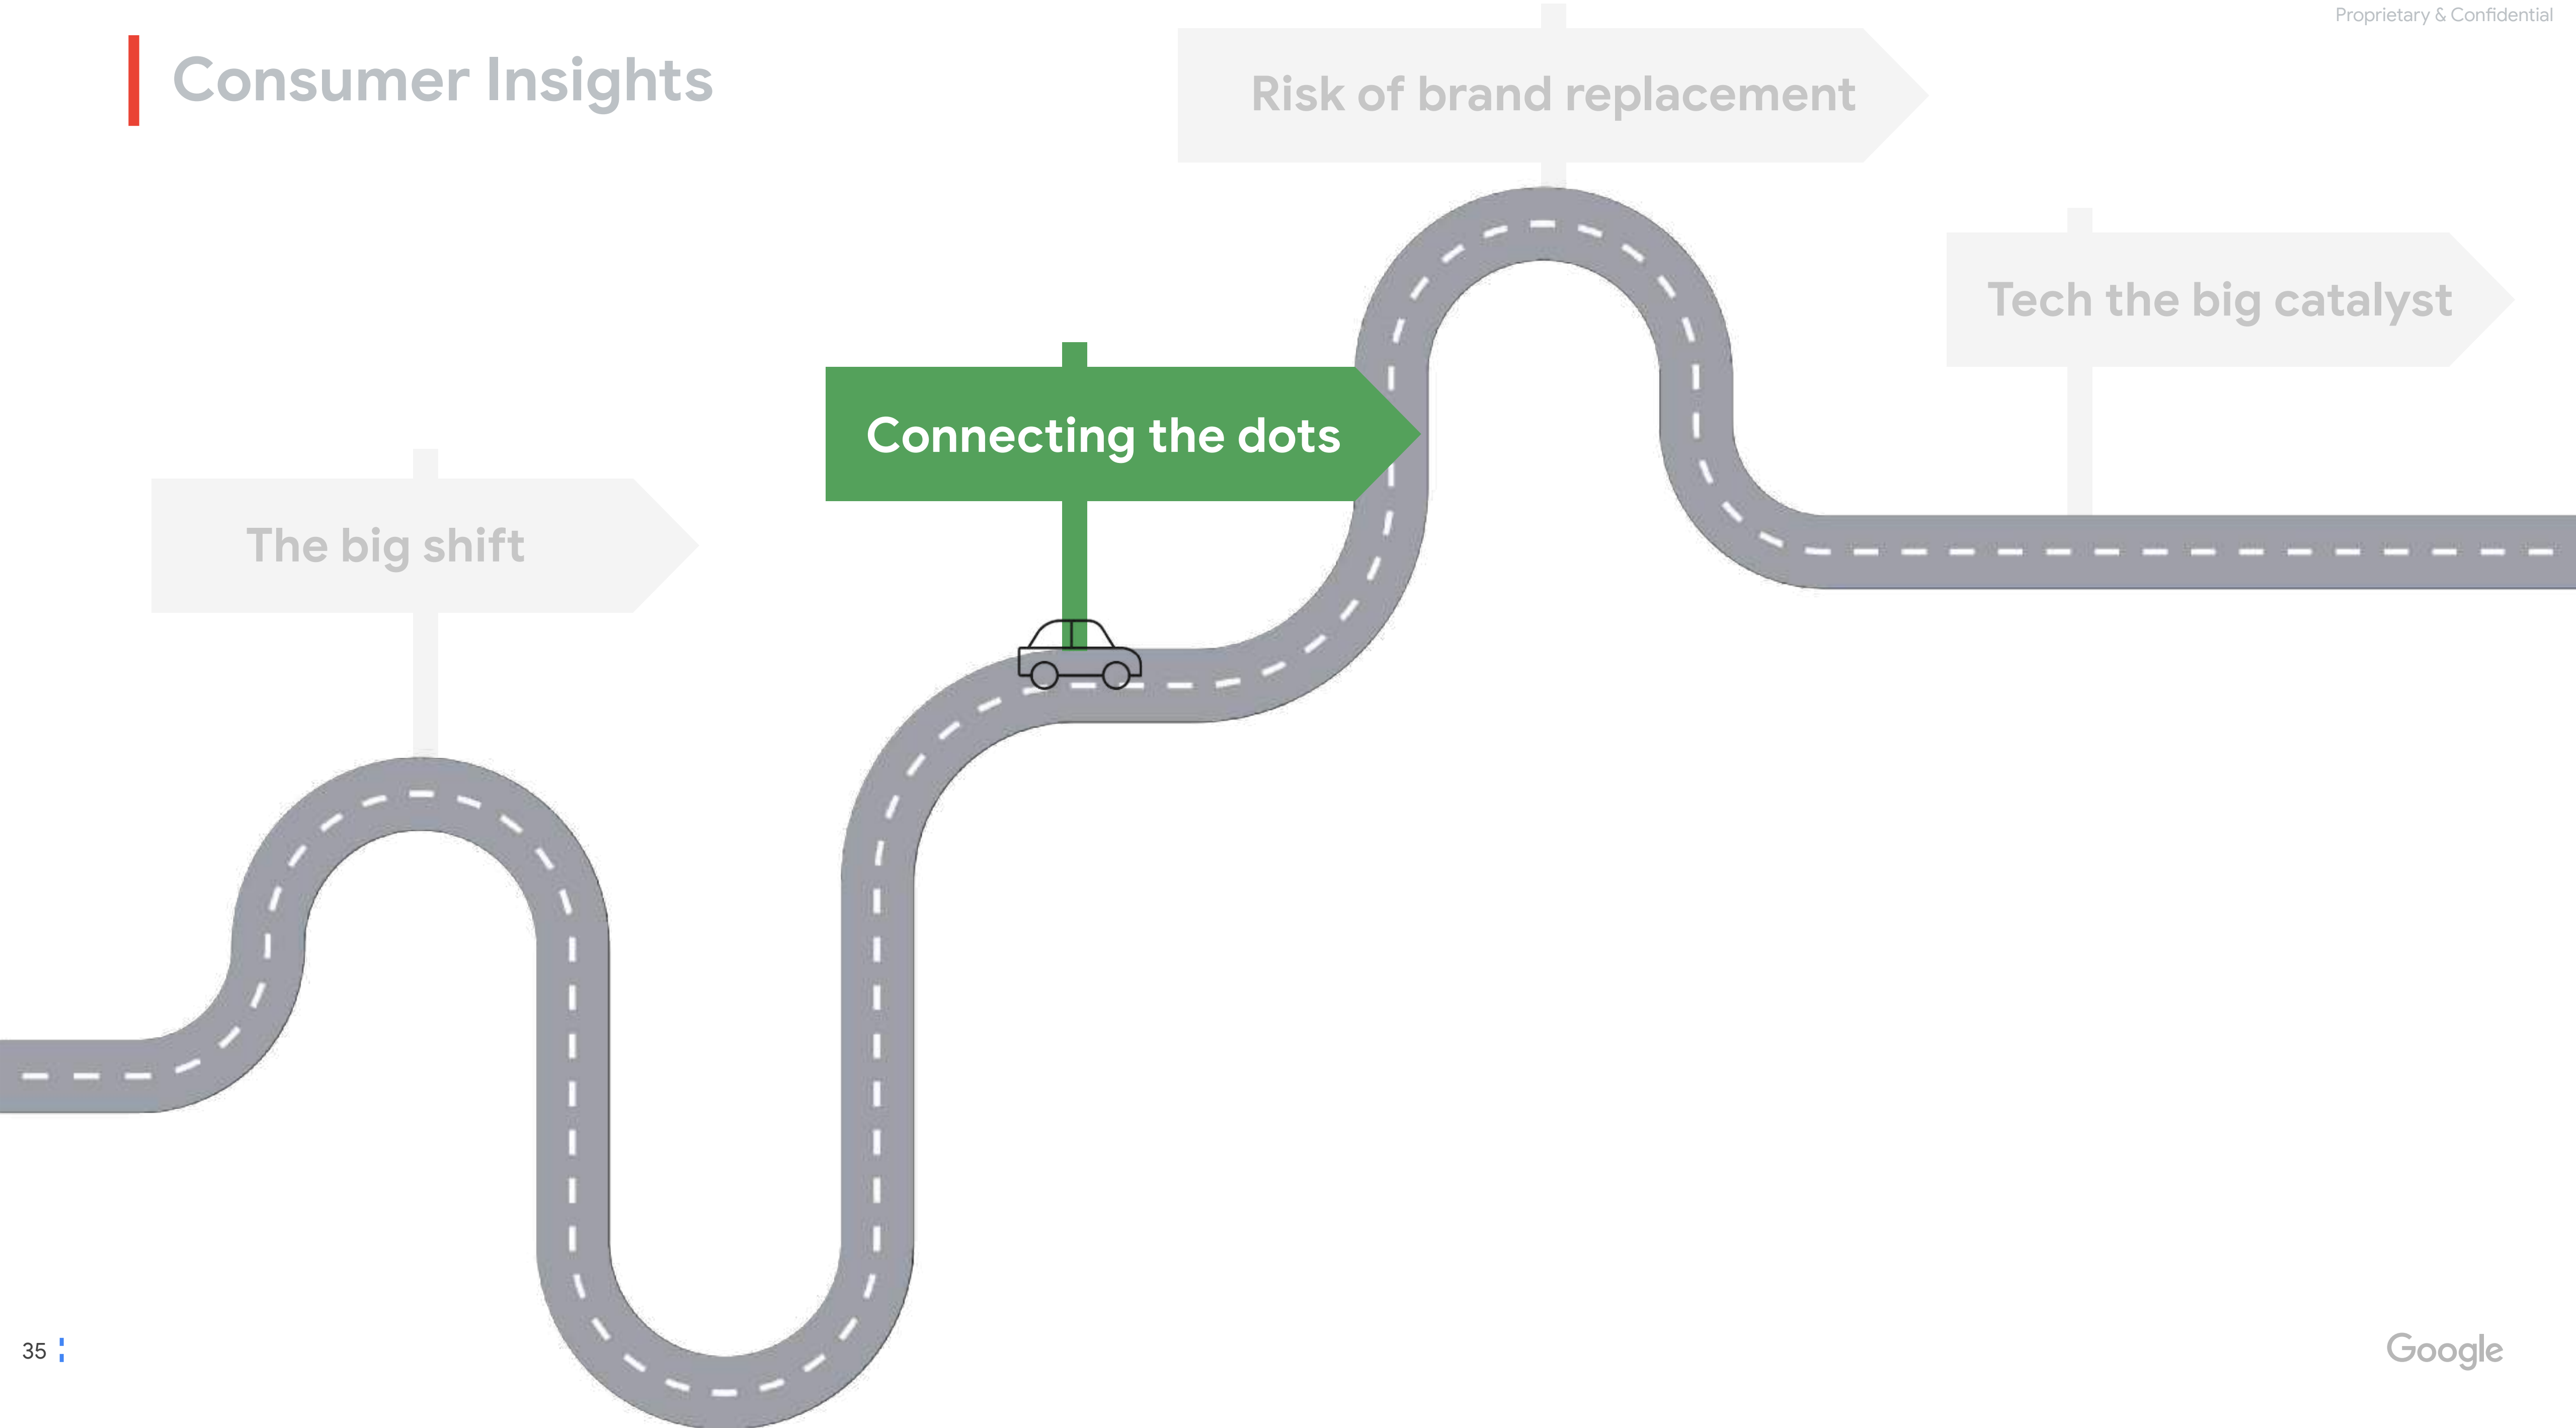 Proprietary & Confidential
Consumer Insights
Risk of brand replacement
Tech the big catalyst
Connecting the dots
The big shift
35
Google